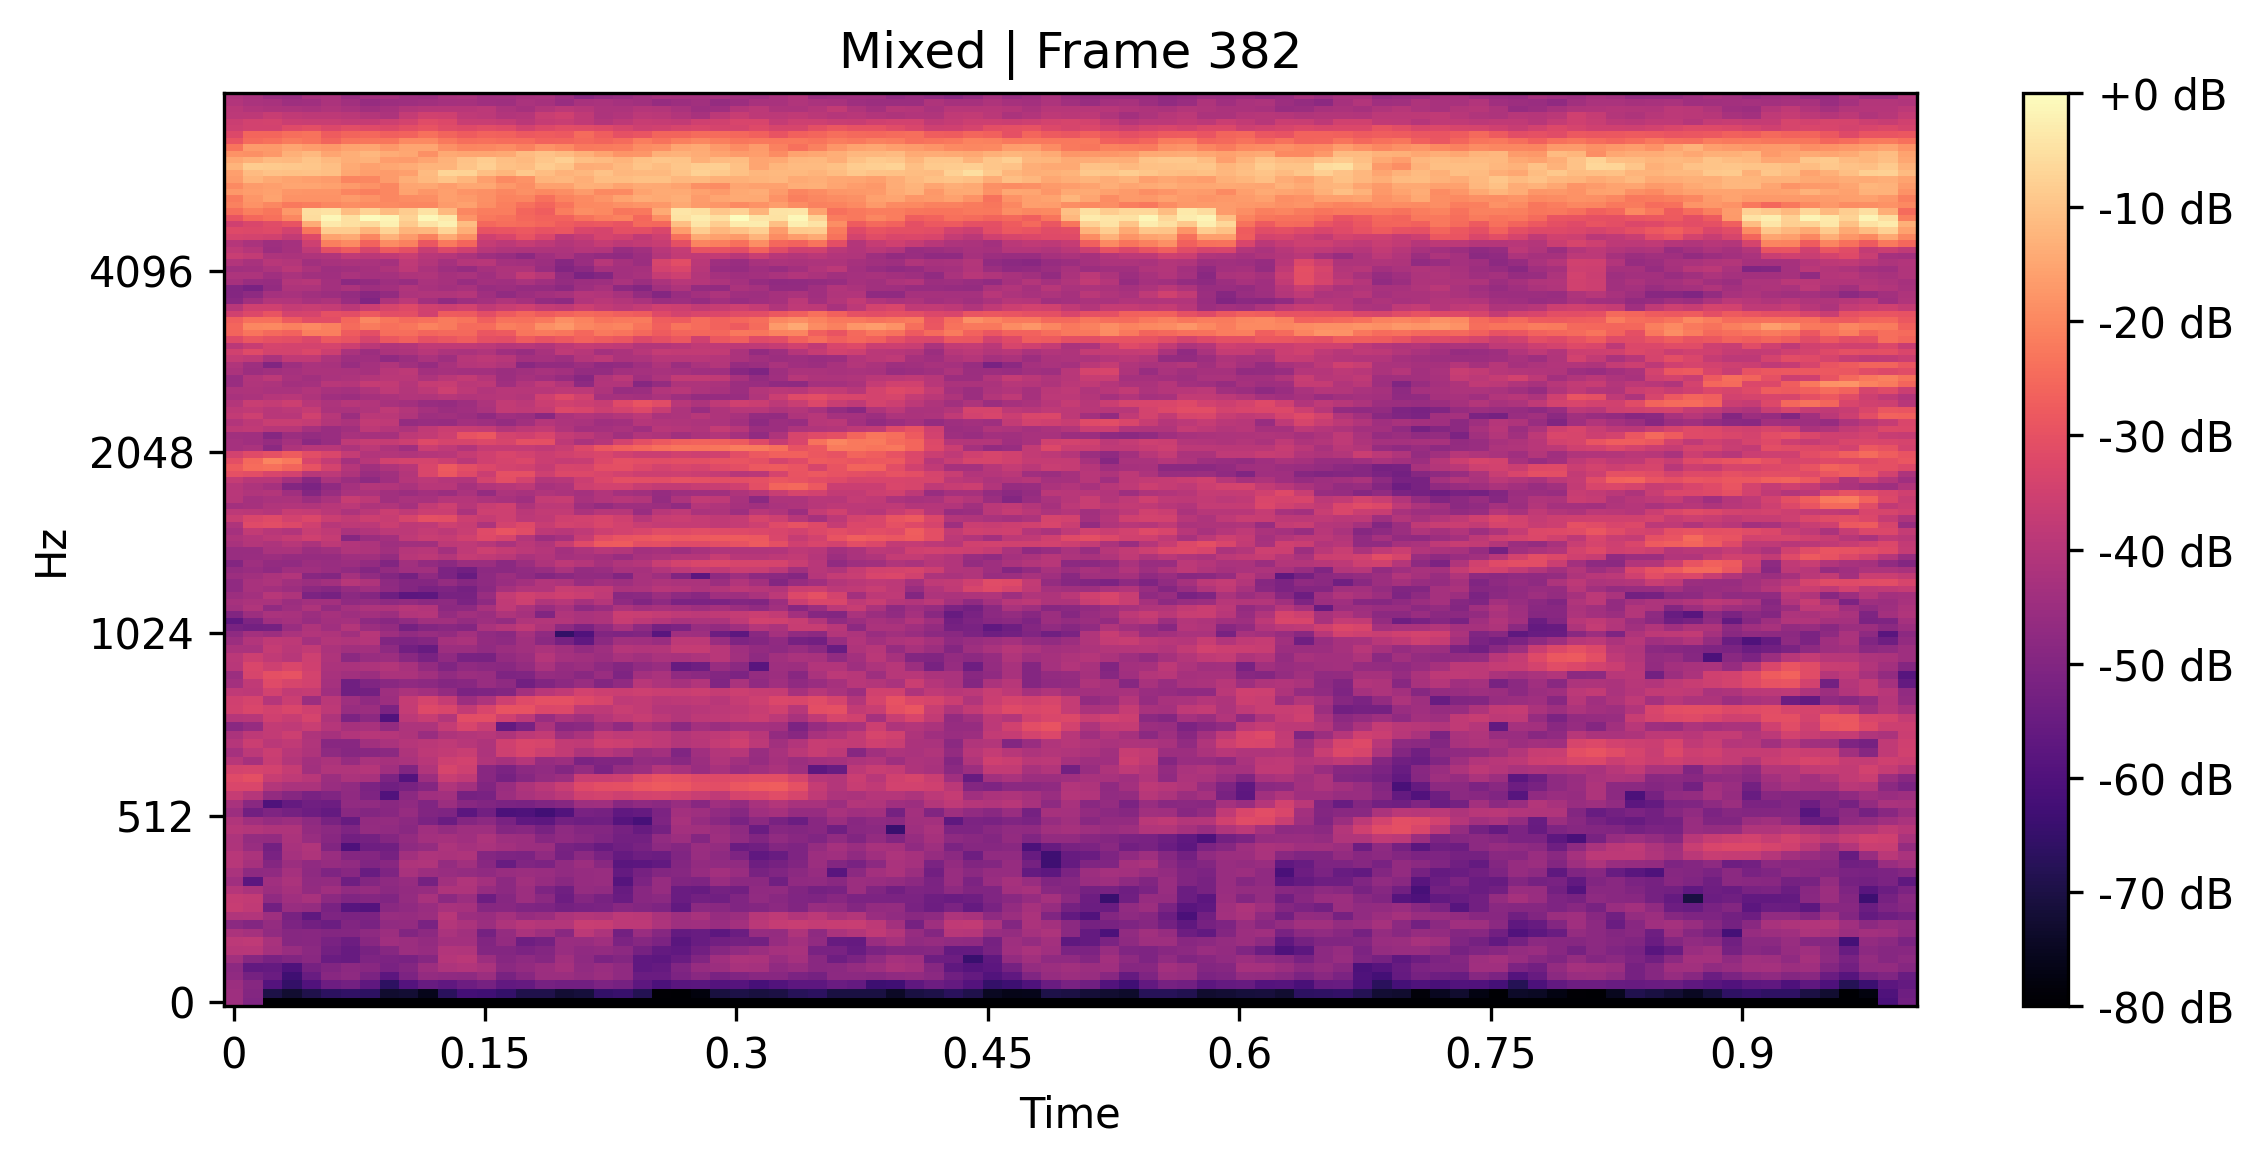 Mixed | Frame 382
+0 dB
-10 dB
4096
-20 dB
-30 dB
2048
-40 dB
Hz
1024
-50 dB
-60 dB
512
-70 dB
0
-80 dB
0 0.15 0.3 0.45 0.6 0.75 0.9
Time